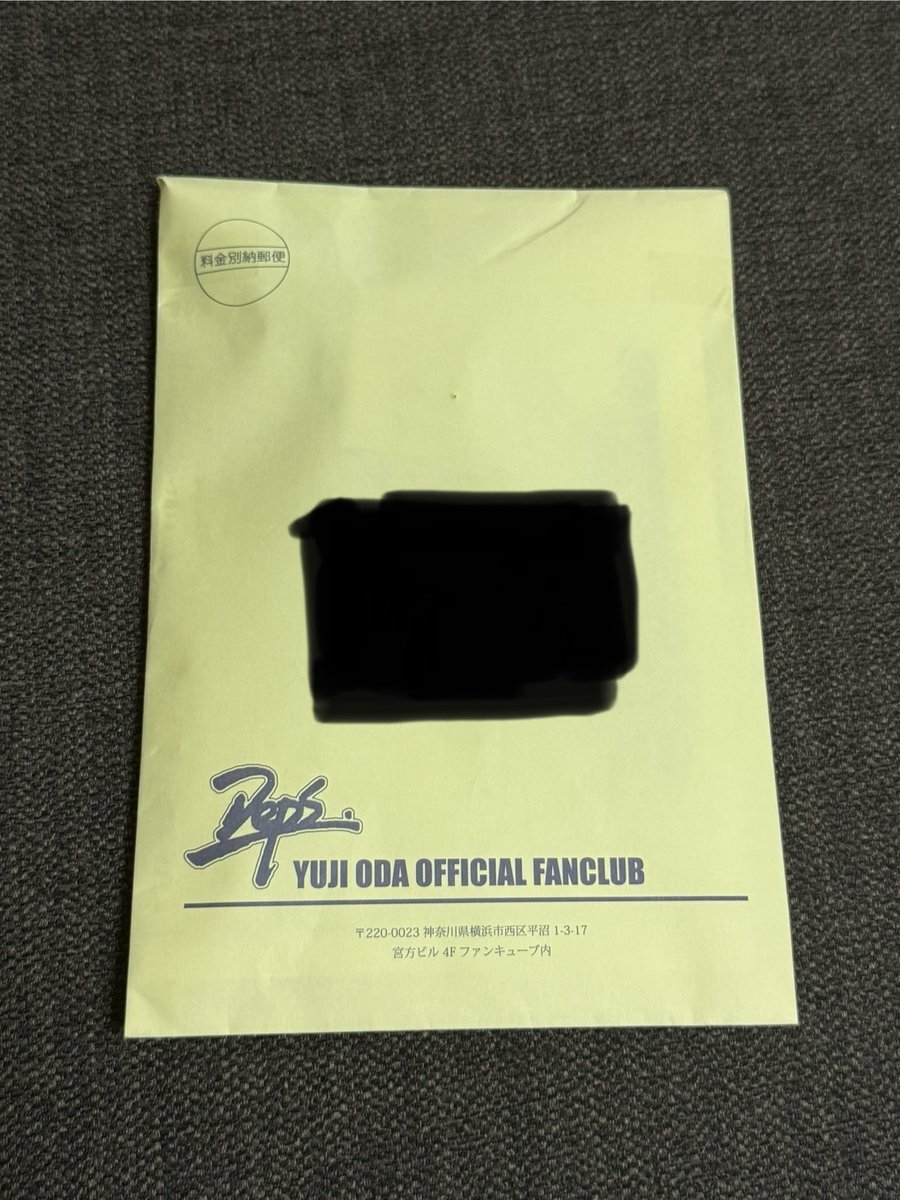 料金別納郵便
Deps.
YUJI ODA OFFICIAL FANCLUB
〒220-0023 神奈川県横浜市西区平沼 1-3-17
宮方ビル 4F ファンキューブ内